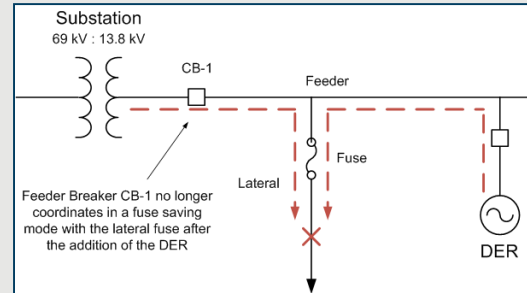 Substation
69 kV : 13.8 kV
CB-1
Feeder
Fuse
Lateral
Feeder Breaker CB-1 no longer
coordinates in a fuse saving
mode with the lateral fuse after
the addition of the DER
DER